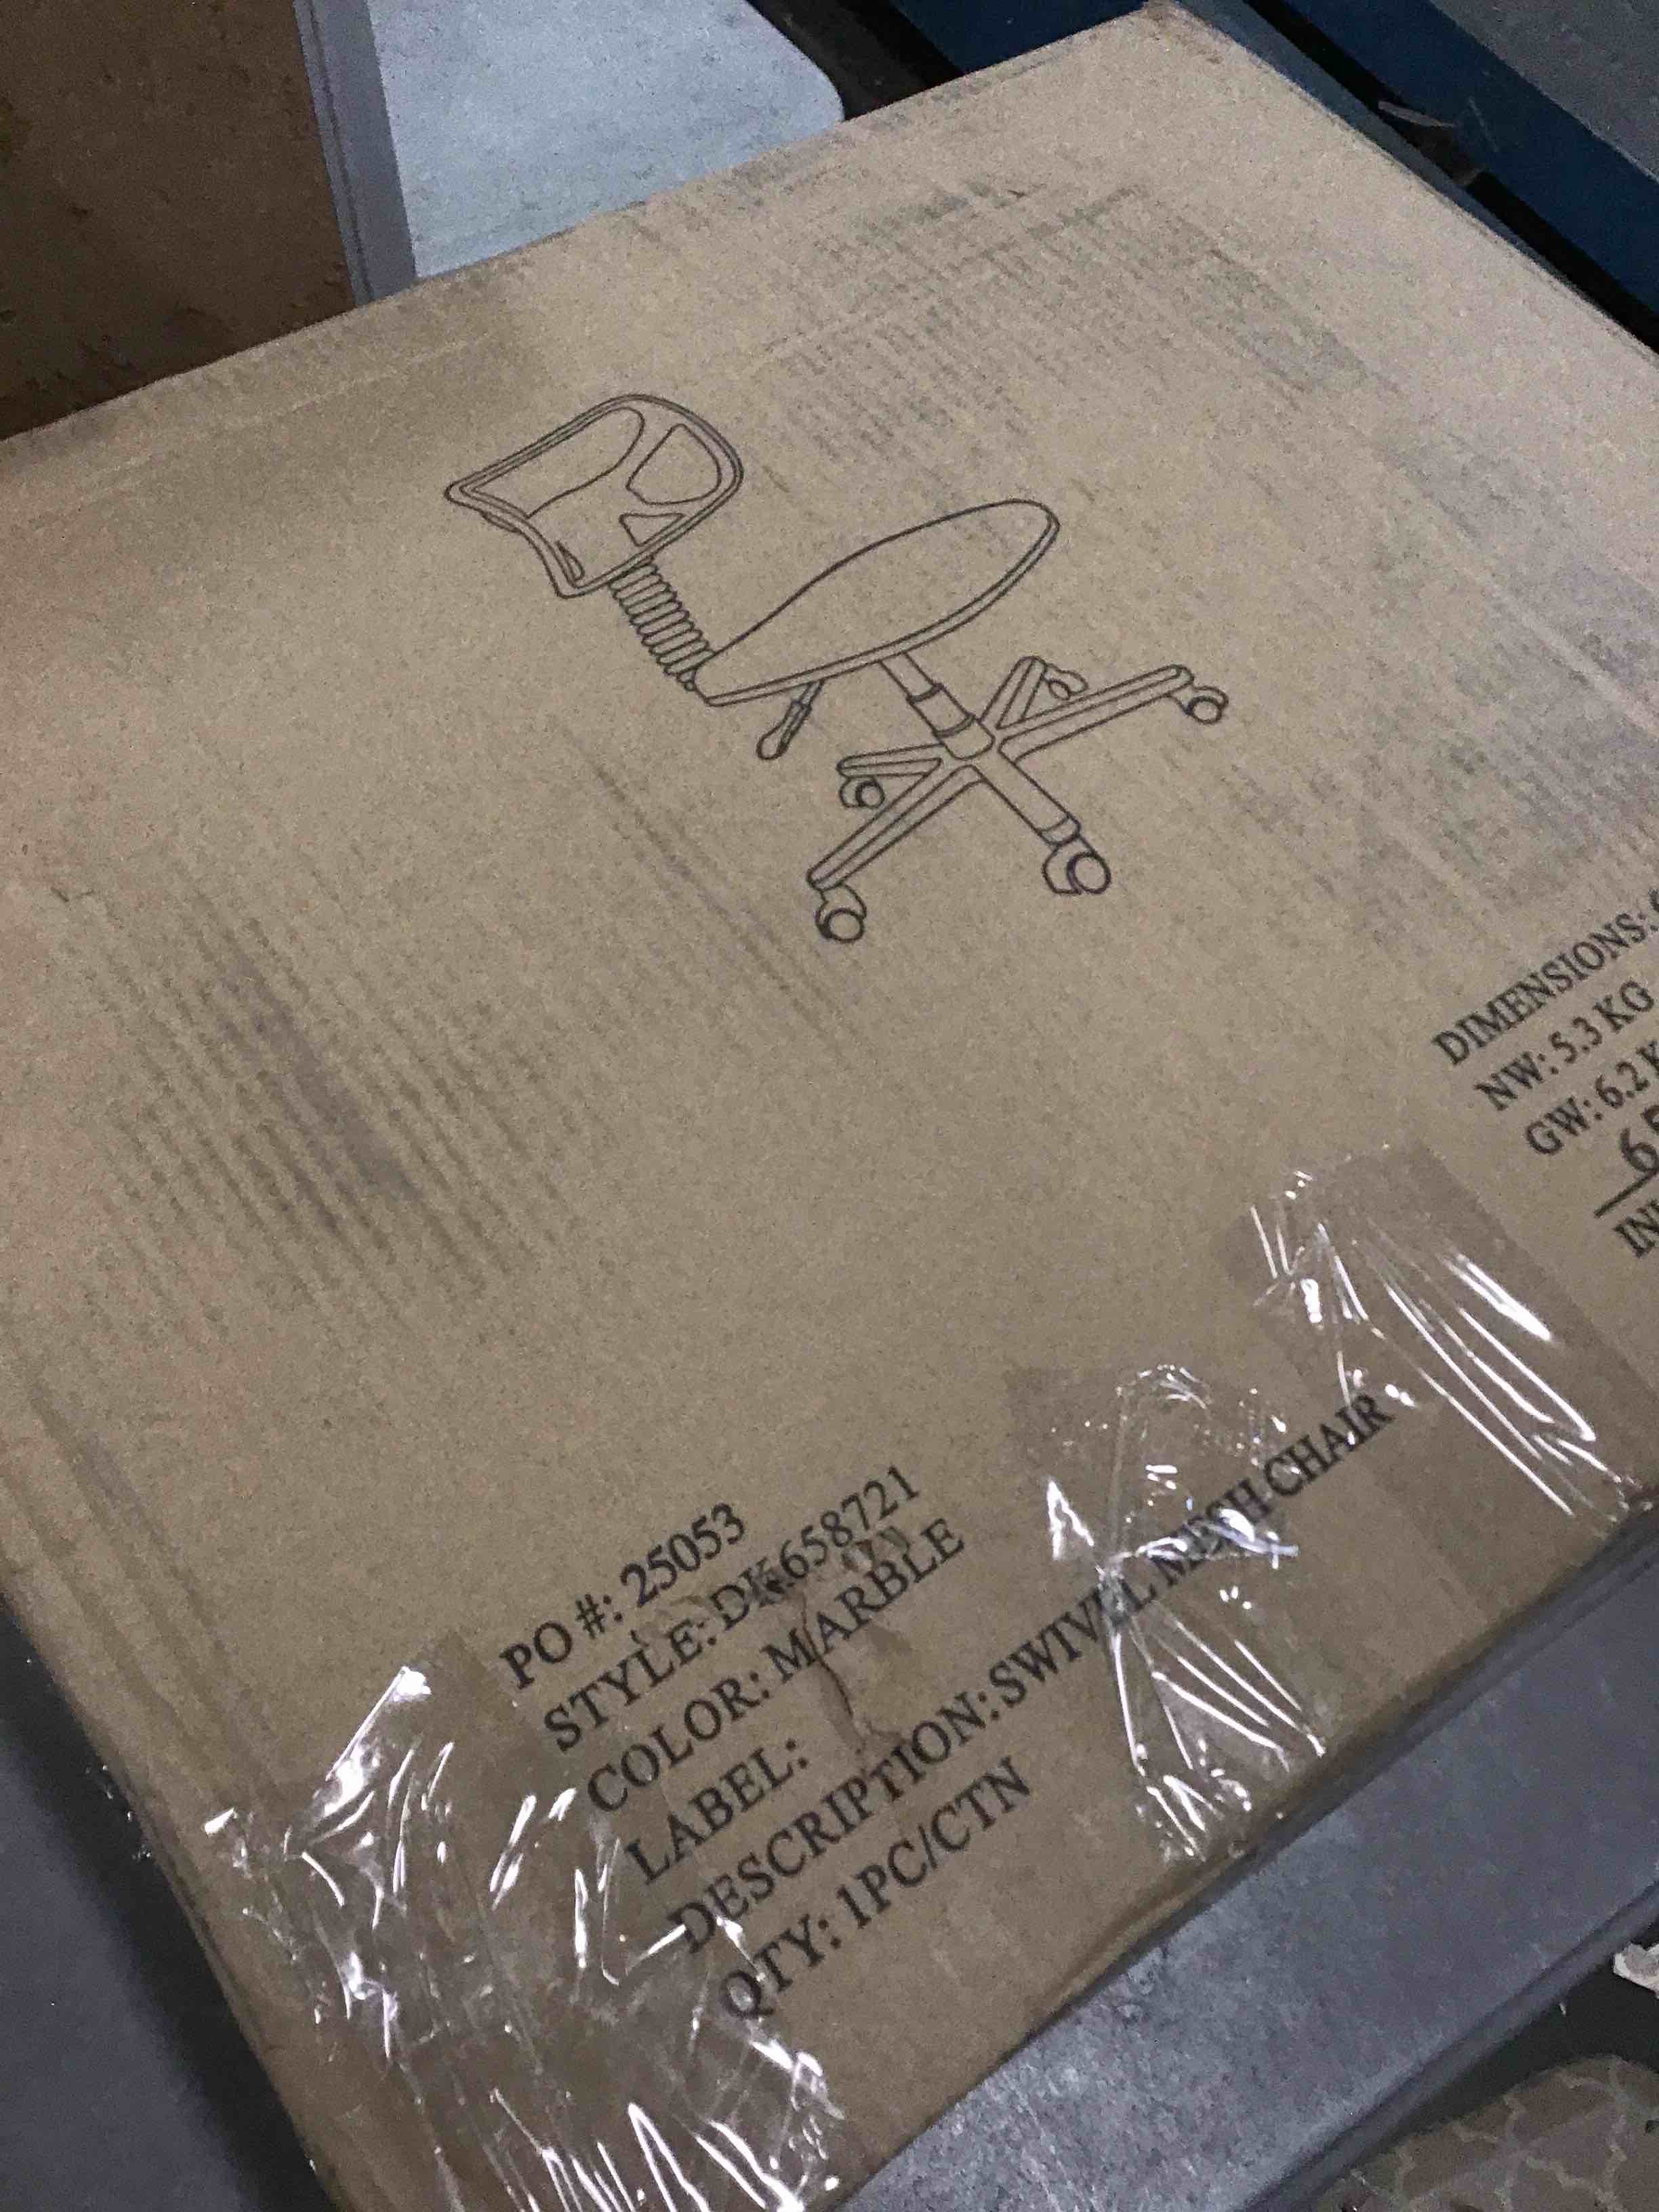 PO #: 25053
STYLE: DK658721
COLOR: MARBLE
LABEL:
DESCRIPTION: SWIVEL MESH CHAIR
QTY: 1PC/CTN
DIMENSIONS:
NW: 5.3 KG
GW: 6.2 K